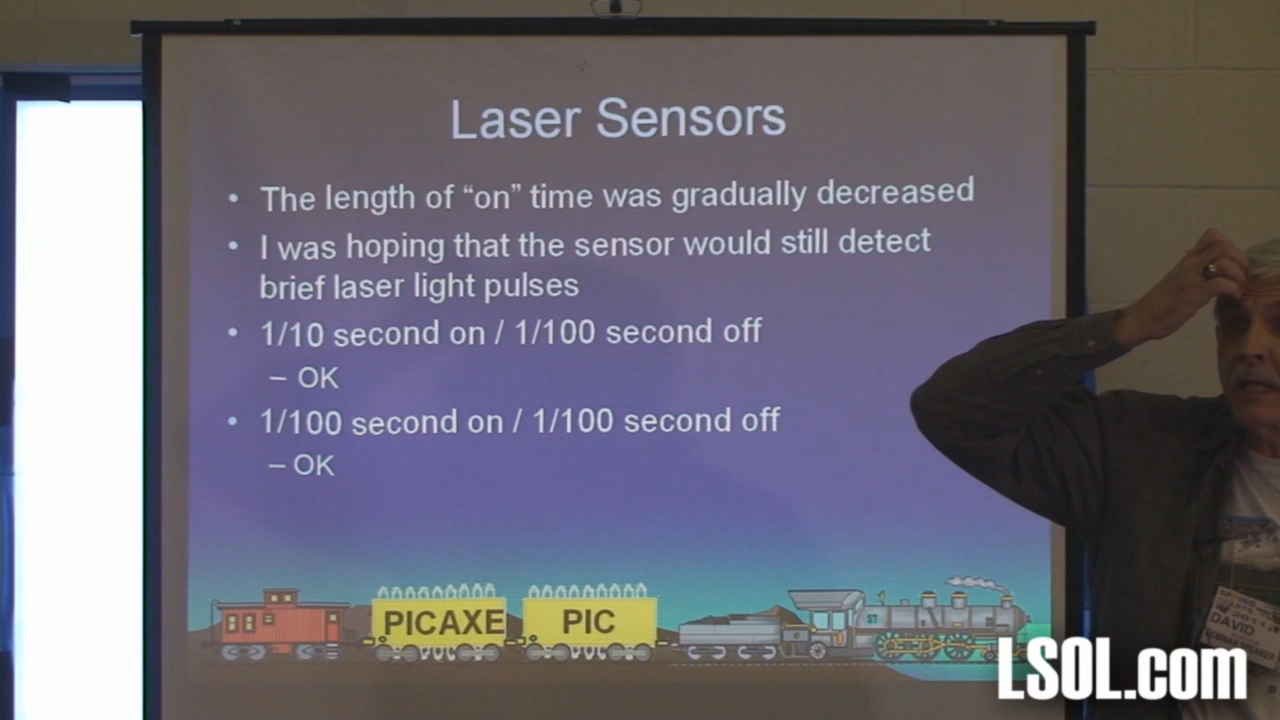 Laser Sensors
• The length of “on” time was gradually decreased
• I was hoping that the sensor would still detect
brief laser light pulses
• 1/10 second on / 1/100 second off
– OK
• 1/100 second on / 1/100 second off
– OK
PICAXE
PIC
57
DAVID
LSOL.com